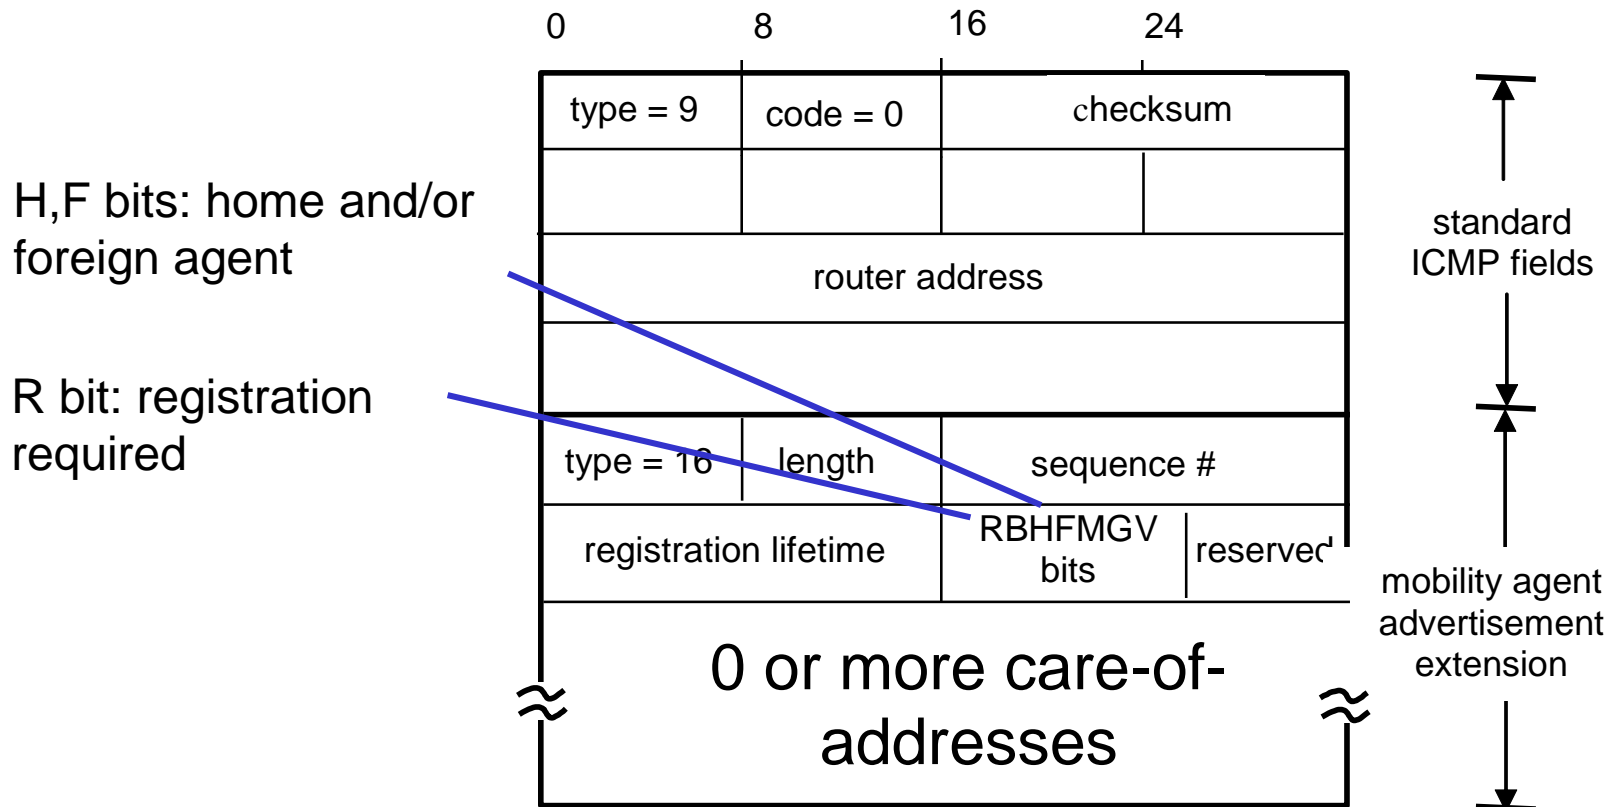 0 8 16 24
type = 9 code = 0 checksum
H,F bits: home and/or
foreign agent
standard
ICMP fields
router address
R bit: registration
required
type = 16 length sequence #
registration lifetime RBHFMGV
bits reserved
mobility agent
advertisement
extension
0 or more care-of-
addresses